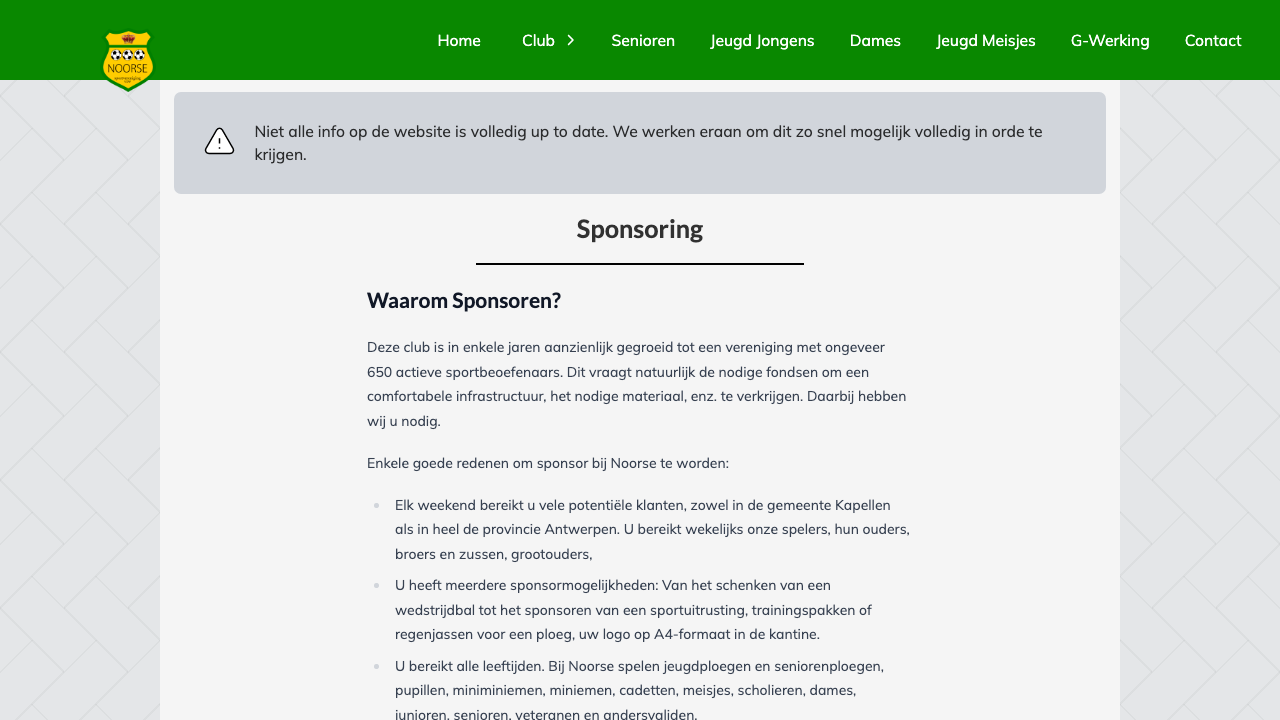 NOORSE
Home Club Senioren Jeugd Jongens Dames Jeugd Meisjes G-Werking Contact
Niet alle info op de website is volledig up to date. We werken eraan om dit zo snel mogelijk volledig in orde te
krijgen.
Sponsoring
Waarom Sponsoren?
Deze club is in enkele jaren aanzienlijk gegroeid tot een vereniging met ongeveer
650 actieve sportbeoefenaars. Dit vraagt natuurlijk de nodige fondsen om een
comfortabele infrastructuur, het nodige materiaal, enz. te verkrijgen. Daarbij hebben
wij u nodig.
Enkele goede redenen om sponsor bij Noorse te worden:
Elk weekend bereikt u vele potentiële klanten, zowel in de gemeente Kapellen
als in heel de provincie Antwerpen. U bereikt wekelijks onze spelers, hun ouders,
broers en zussen, grootouders,
U heeft meerdere sponsormogelijkheden: Van het schenken van een
wedstrijdbal tot het sponsoren van een sportuitrusting, trainingspakken of
regenjassen voor een ploeg, uw logo op A4-formaat in de kantine.
U bereikt alle leeftijden. Bij Noorse spelen jeugdploegen en seniorenploegen,
pupillen, miniminiemen, miniemen, cadetten, meisjes, scholieren, dames,
junioren, senioren, veteranen en andersvaliden.